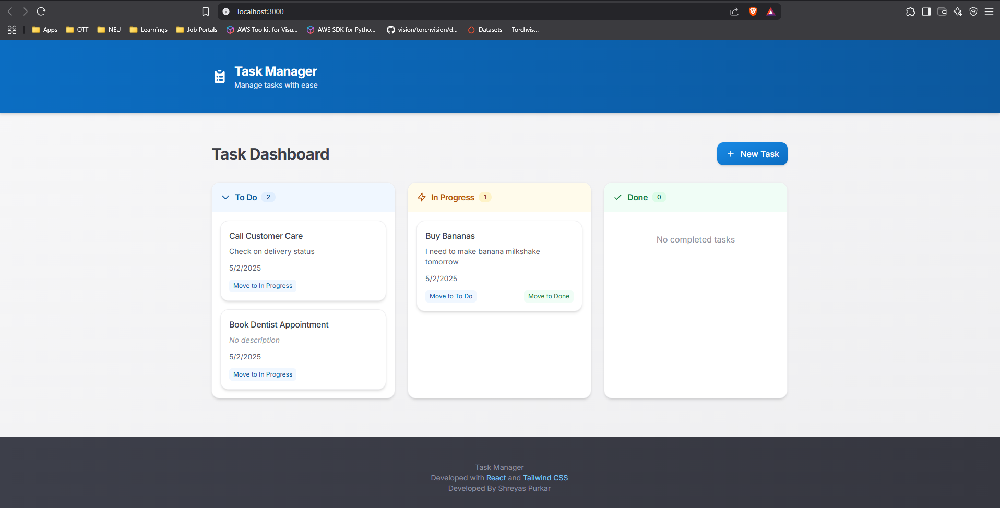 localhost:3000
Apps
OTT
NEU
Learnings
Job Portals
AWS Toolkit for Visu...
AWS SDK for Pytho...
vision/torchvision/d...
Datasets — Torchvis...
Task Manager
Manage tasks with ease
Task Dashboard
+ New Task
To Do 2
Call Customer Care
Check on delivery status
5/2/2025
Move to In Progress
Book Dentist Appointment
No description
5/2/2025
Move to In Progress
In Progress 1
Buy Bananas
I need to make banana milkshake
tomorrow
5/2/2025
Move to To Do
Move to Done
Done 0
No completed tasks
Task Manager
Developed with React and Tailwind CSS
Developed By Shreyas Purkar